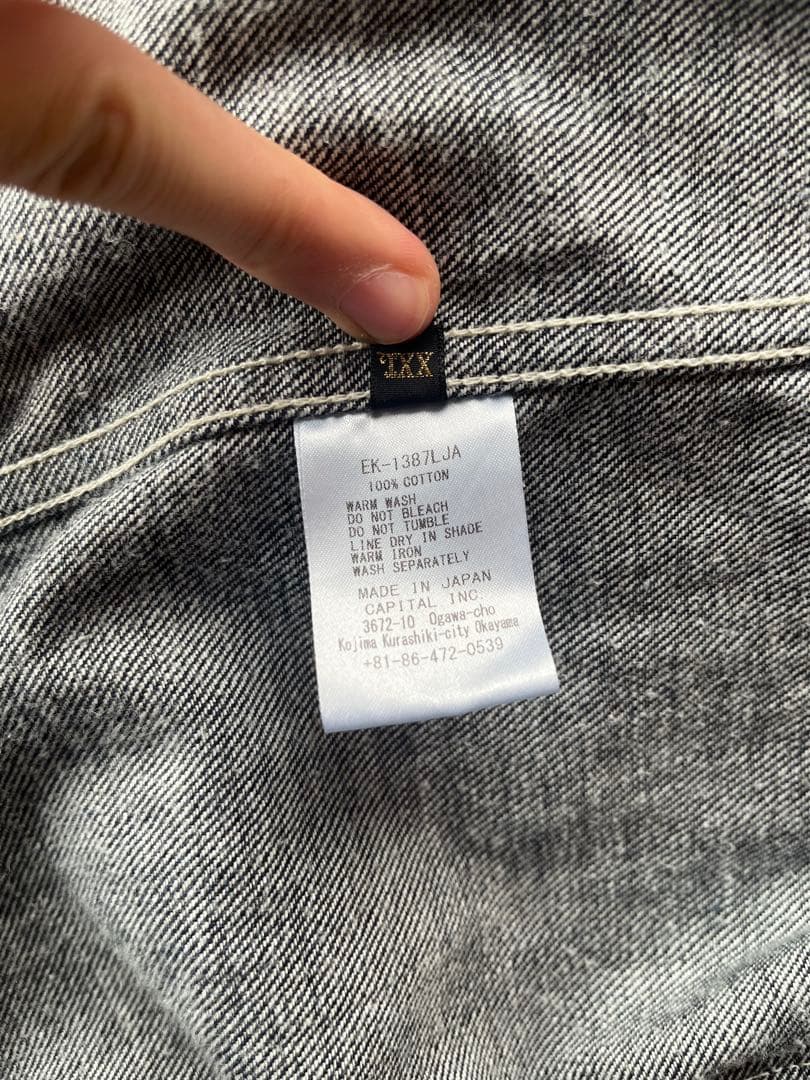 XXL
EK-1387LJA
100% COTTON
WARM WASH
DO NOT BLEACH
DO NOT TUMBLE
LINE DRY IN SHADE
WARM IRON
WASH SEPARATELY
MADE IN JAPAN
CAPITAL INC.
3672-10 Ogawa-cho
Kojima Kurashiki-city Okayama
+81-86-472-0539